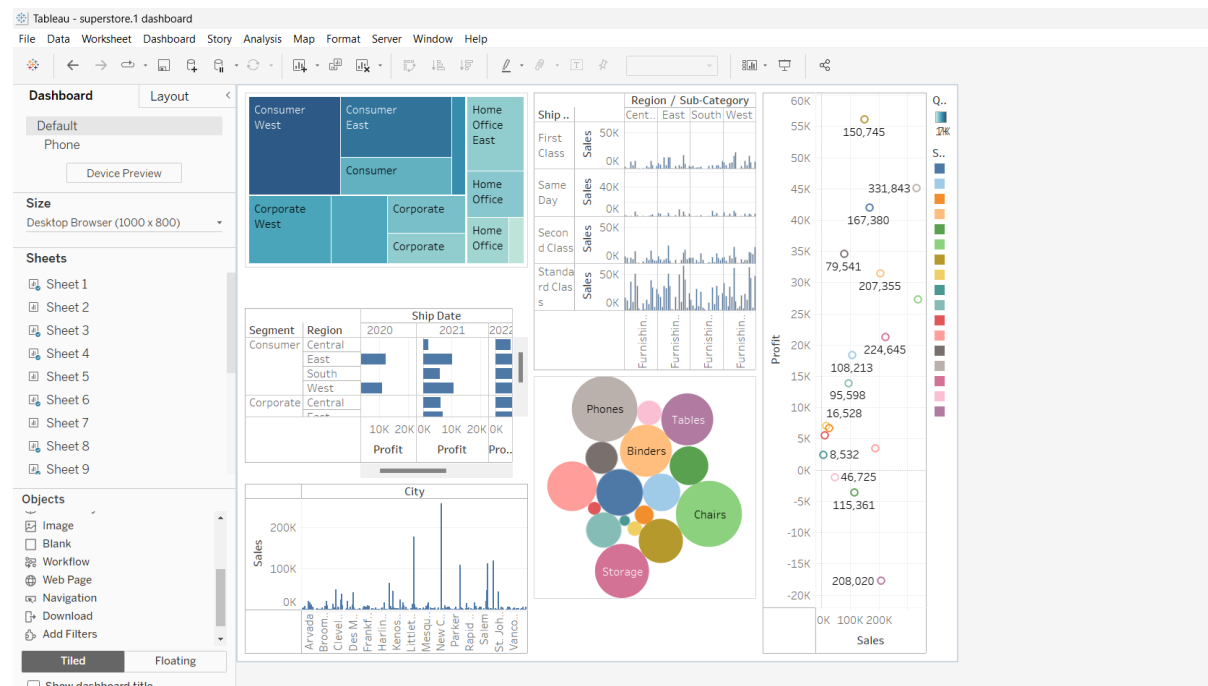 Tableau - superstore.1 dashboard
File Data Worksheet Dashboard Story Analysis Map Format Server Window Help
Dashboard
Layout
Default
Phone
Device Preview
Size
Desktop Browser (1000 x 800)
Sheets
Sheet 1
Sheet 2
Sheet 3
Sheet 4
Sheet 5
Sheet 6
Sheet 7
Sheet 8
Sheet 9
Objects
Image
Blank
Workflow
Web Page
Navigation
Download
Add Filters
Tiled
Floating
Show dashboard title
Consumer
West
Consumer
East
Consumer
Home
Office
East
Home
Office
Home
Office
Corporate
West
Corporate
Corporate
Ship Date
Segment Region 2020 2021 2022
Consumer Central
East
South
West
Corporate Central
East
10K 20K 0K 10K 20K 0K
Profit Profit Pro..
City
Sales
200K
100K
0K
Arvada
Broom..
Clevel..
Des M..
Frankf..
Harlin..
Kenos..
Littlet..
Mesqu..
New C..
Parker
Rapid ..
Salem
St. Joh..
Vanco..
Region / Sub-Category
Ship .. Cent.. East South West
First
Class
Sales
50K
0K
Same
Day
Sales
40K
0K
Secon
d Class
Sales
50K
0K
Standa
rd Clas
s
Sales
50K
0K
Furnishin..
Furnishin..
Furnishin..
Furnishin..
Phones
Tables
Binders
Chairs
Storage
Profit
60K
55K
50K
45K
40K
35K
30K
25K
20K
15K
10K
5K
0K
-5K
-10K
-15K
-20K
150,745
331,843
167,380
79,541
207,355
224,645
108,213
95,598
16,528
8,532
46,725
115,361
208,020
0K 100K 200K
Sales
Q..
S..